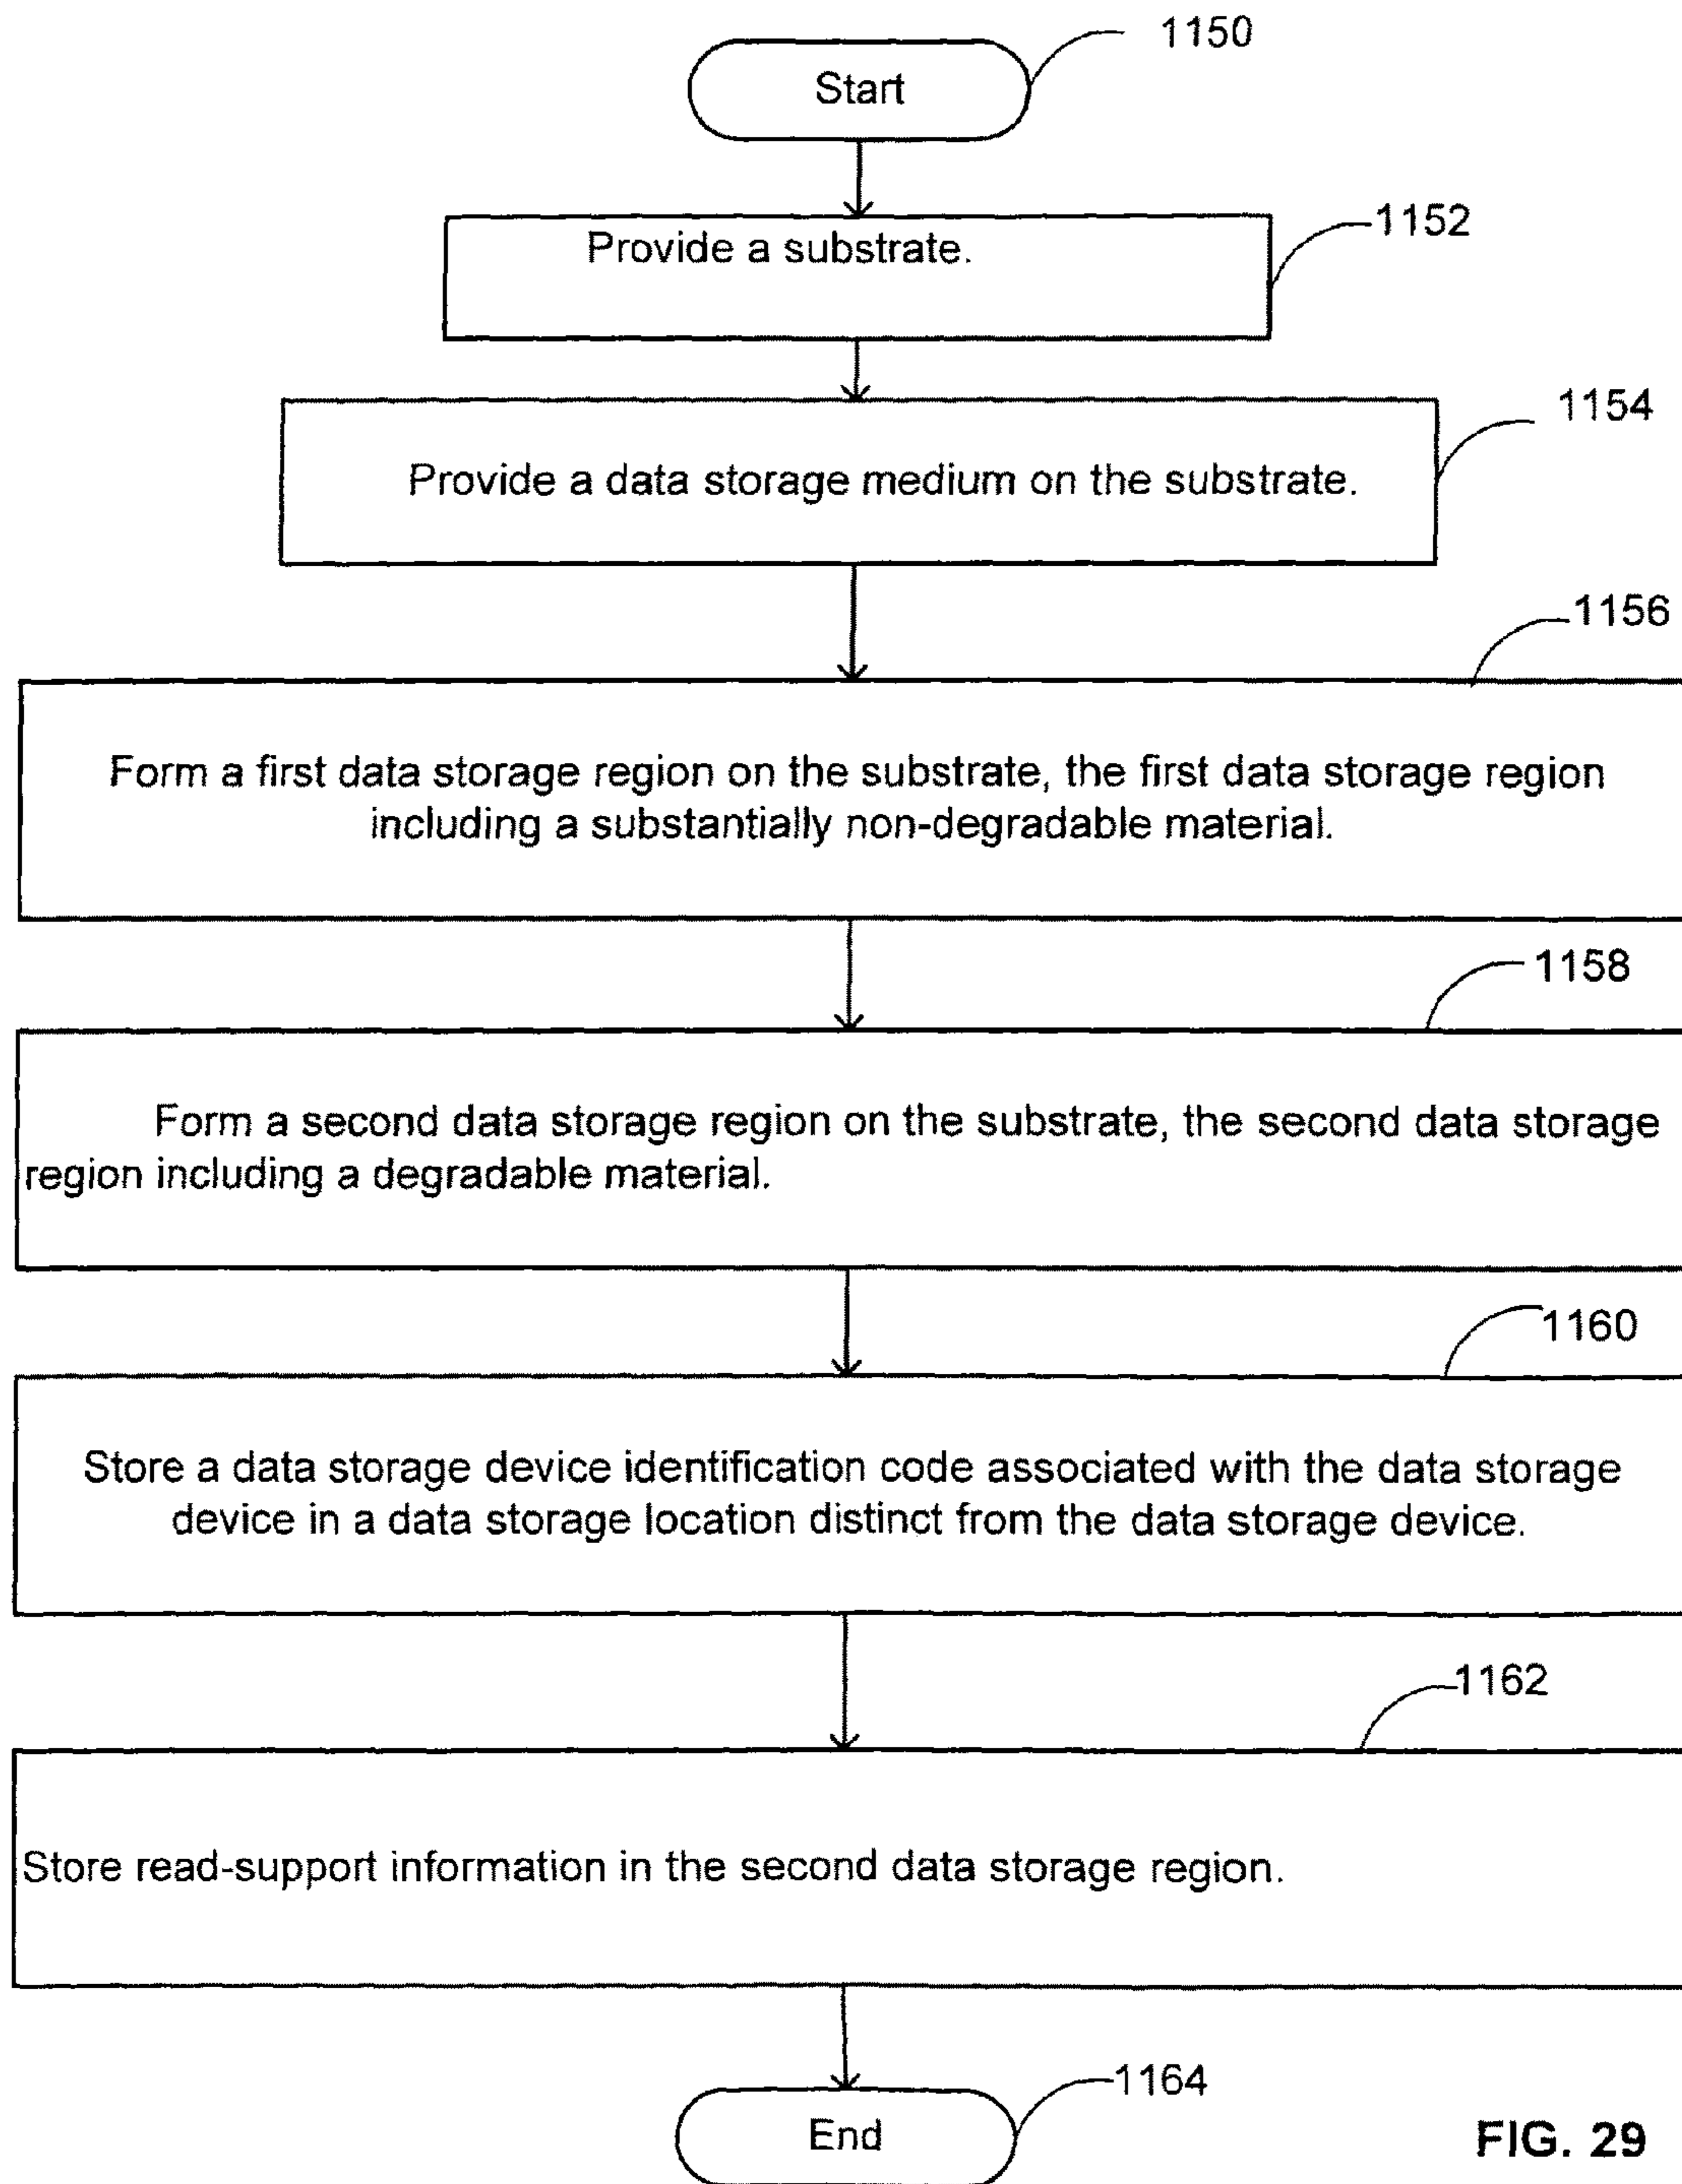 1150
Start
1152
Provide a substrate.
1154
Provide a data storage medium on the substrate.
1156
Form a first data storage region on the substrate, the first data storage region
including a substantially non-degradable material.
1158
Form a second data storage region on the substrate, the second data storage
region including a degradable material.
1160
Store a data storage device identification code associated with the data storage
device in a data storage location distinct from the data storage device.
1162
Store read-support information in the second data storage region.
1164
End
FIG. 29